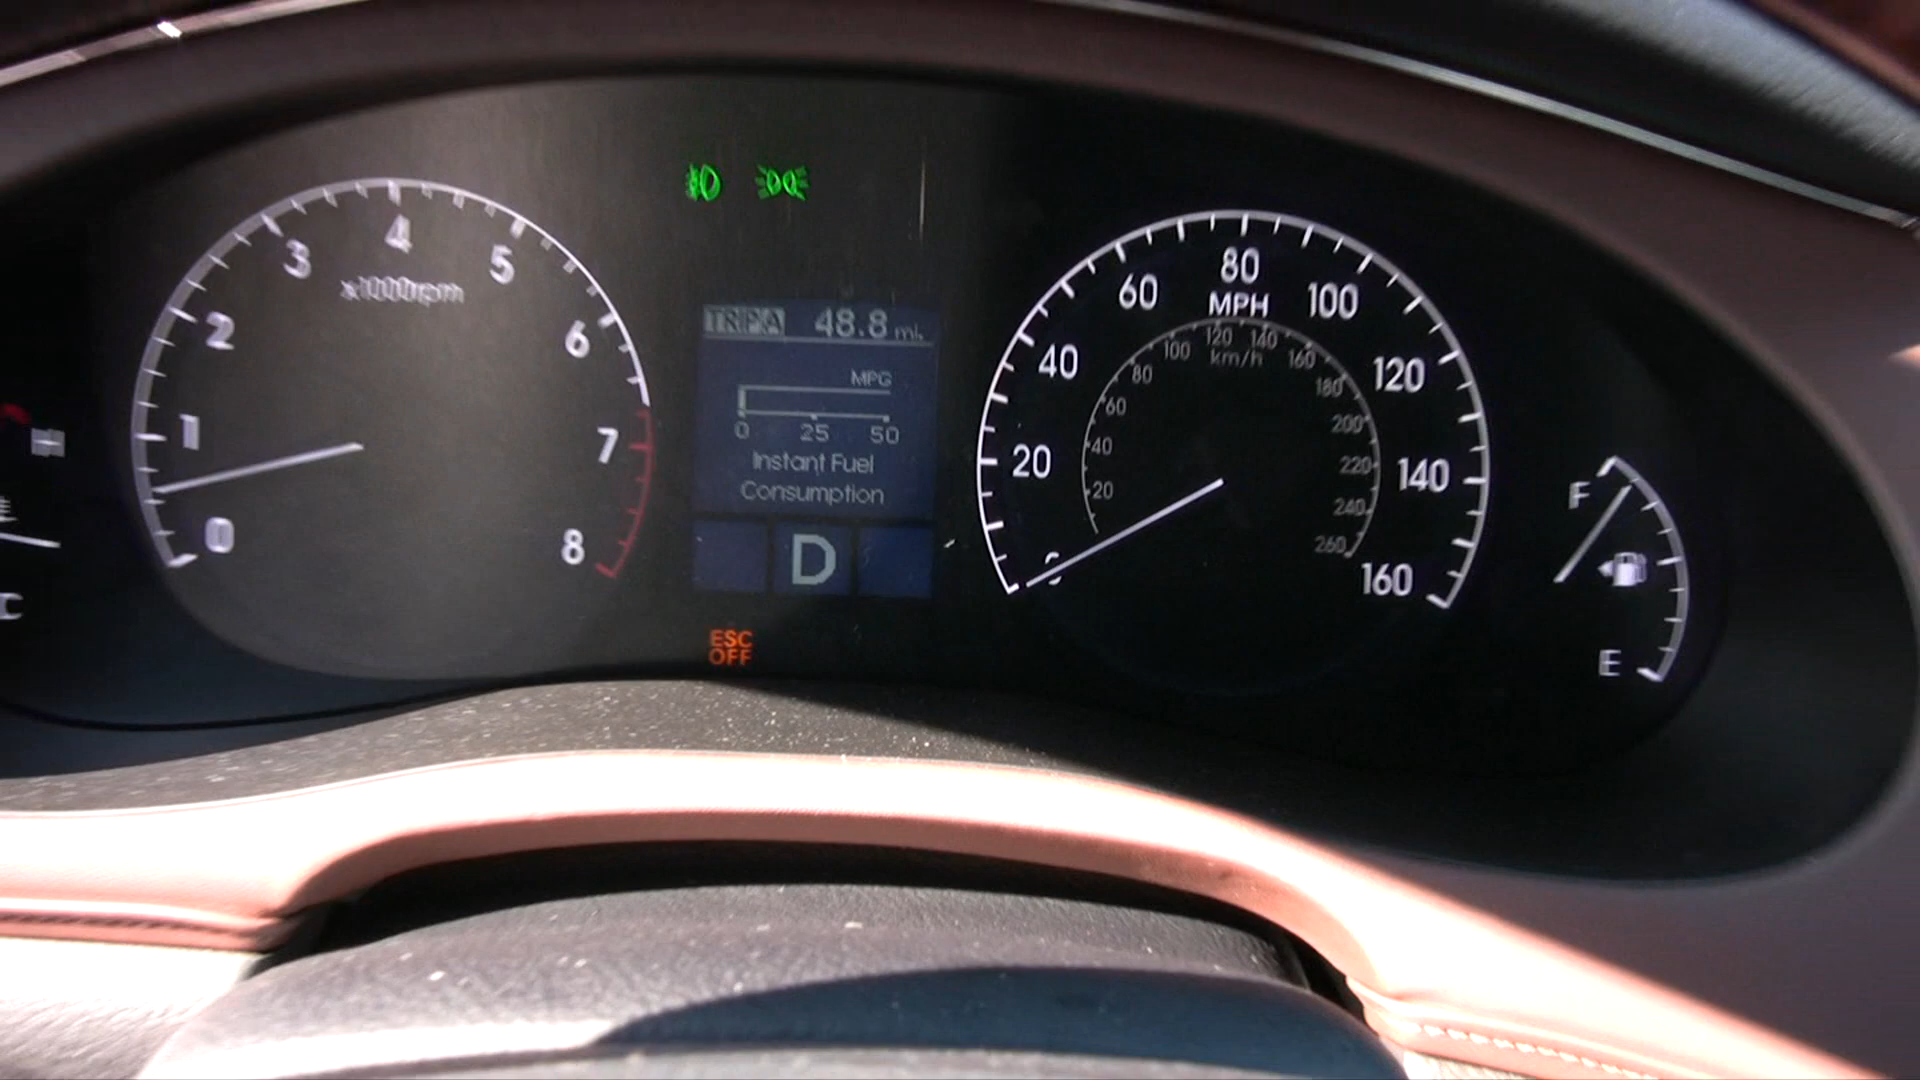 0
1
2
3
4
5
6
7
8
x1000rpm
TRIP A 48.8 mi.
MPG
0 25 50
Instant Fuel
Consumption
D
ESC
OFF
20
40
60
80
100
120
140
160
MPH
km/h
20
40
60
80
100
120
140
160
180
200
220
240
260
F
E
H
C